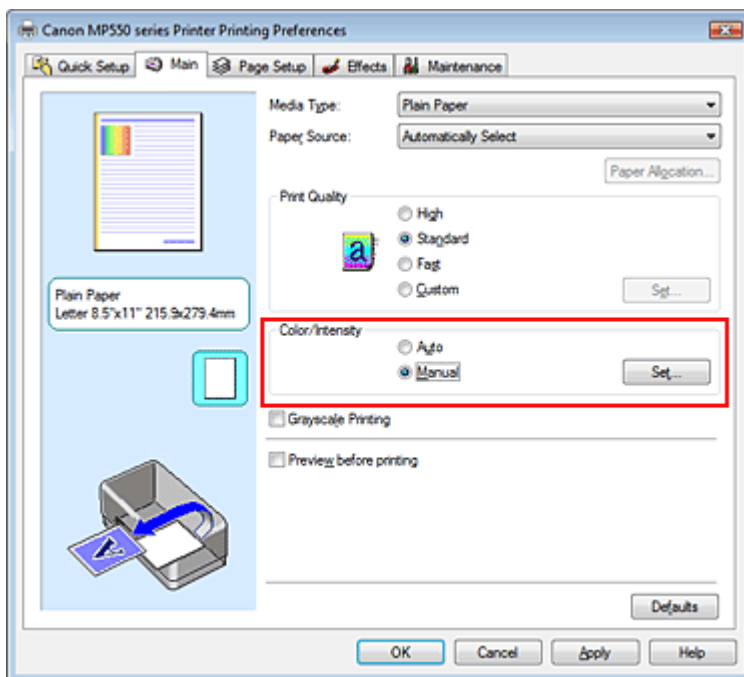 Canon MP550 series Printer Printing Preferences
Quick Setup
Main
Page Setup
Effects
Maintenance
Media Type:
Plain Paper
Paper Source:
Automatically Select
Paper Allocation...
Print Quality
High
Standard
Fast
Custom
Set...
a
Plain Paper
Letter 8.5"x11" 215.9x279.4mm
Color/Intensity
Auto
Manual
Set...
Grayscale Printing
Preview before printing
Defaults
OK
Cancel
Apply
Help